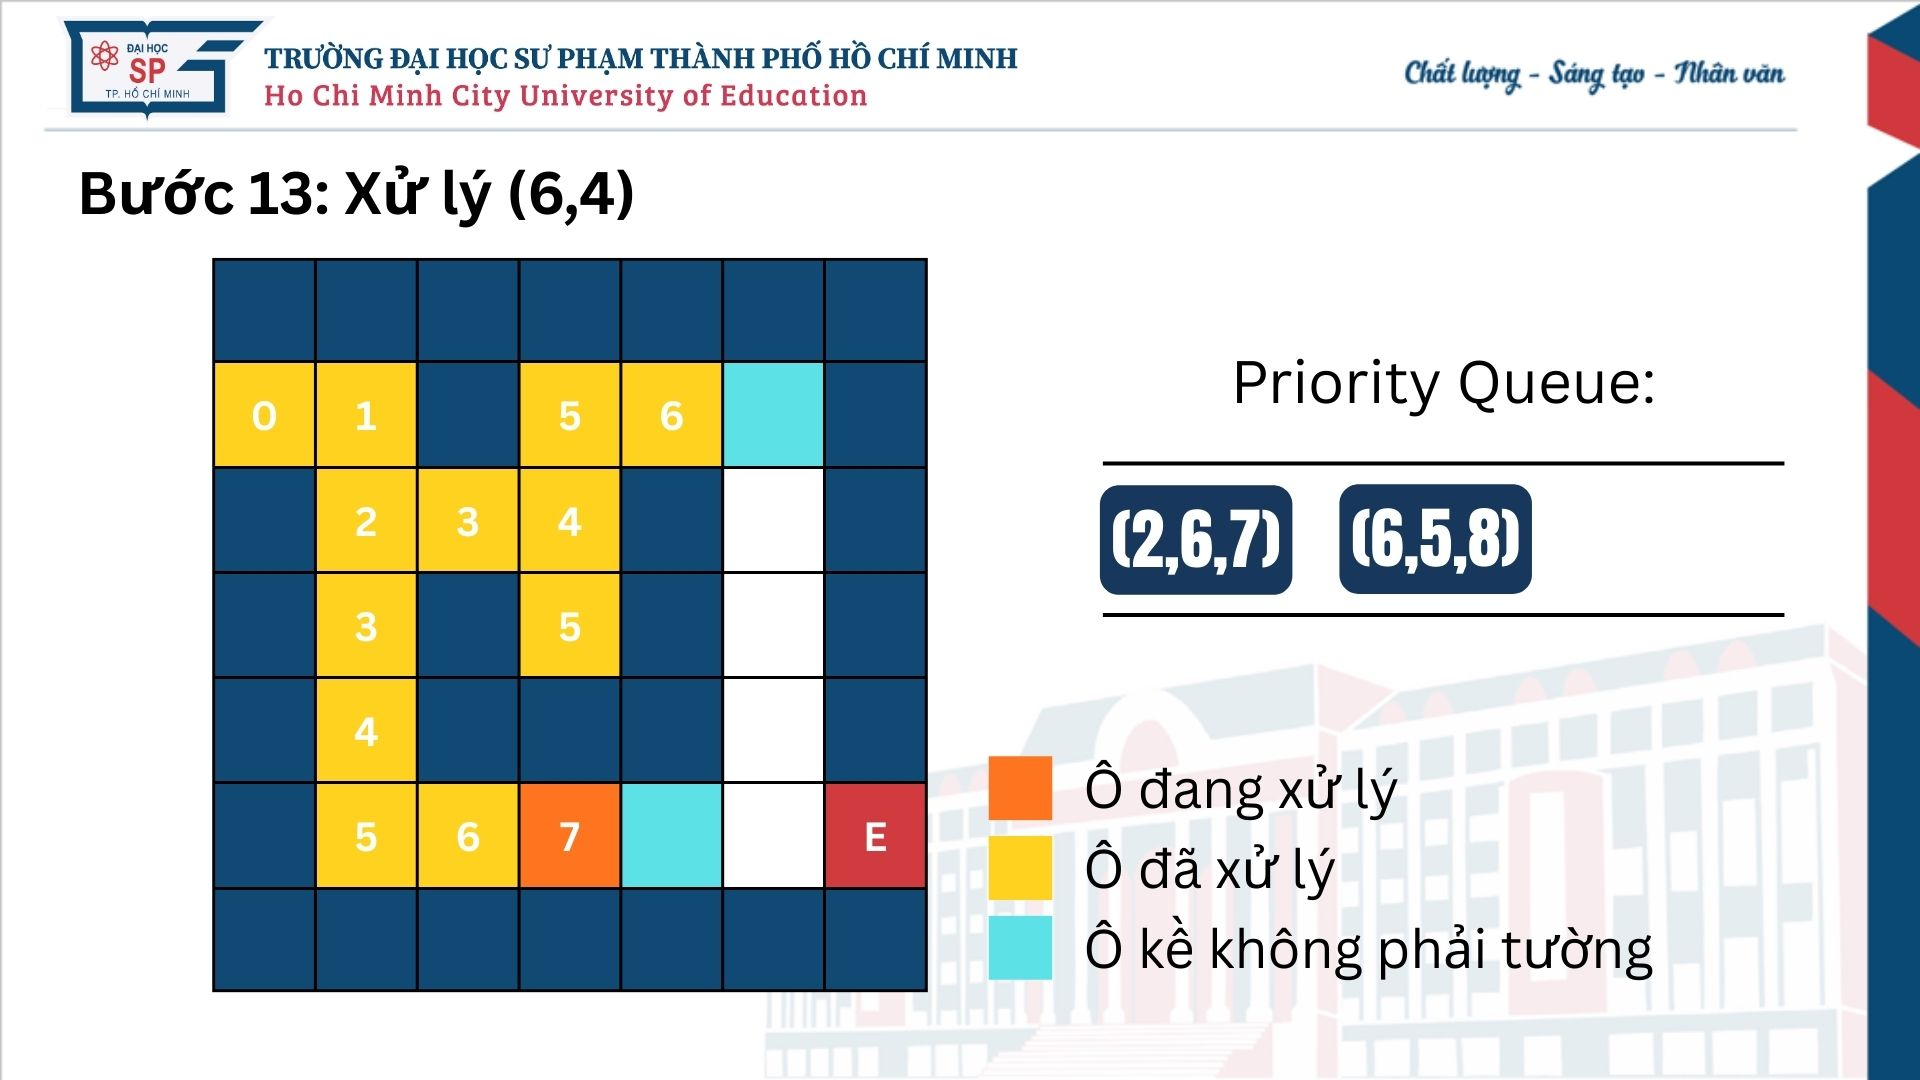 ĐẠI HỌC
SP
TP. HỒ CHÍ MINH
TRƯỜNG ĐẠI HỌC SƯ PHẠM THÀNH PHỐ HỒ CHÍ MINH
Ho Chi Minh City University of Education
Chất lượng - Sáng tạo - Nhân văn
Bước 13: Xử lý (6,4)
0 1 5 6
2 3 4
3 5
4
5 6 7 E
Priority Queue:
(2,6,7) (6,5,8)
Ô đang xử lý
Ô đã xử lý
Ô kề không phải tường